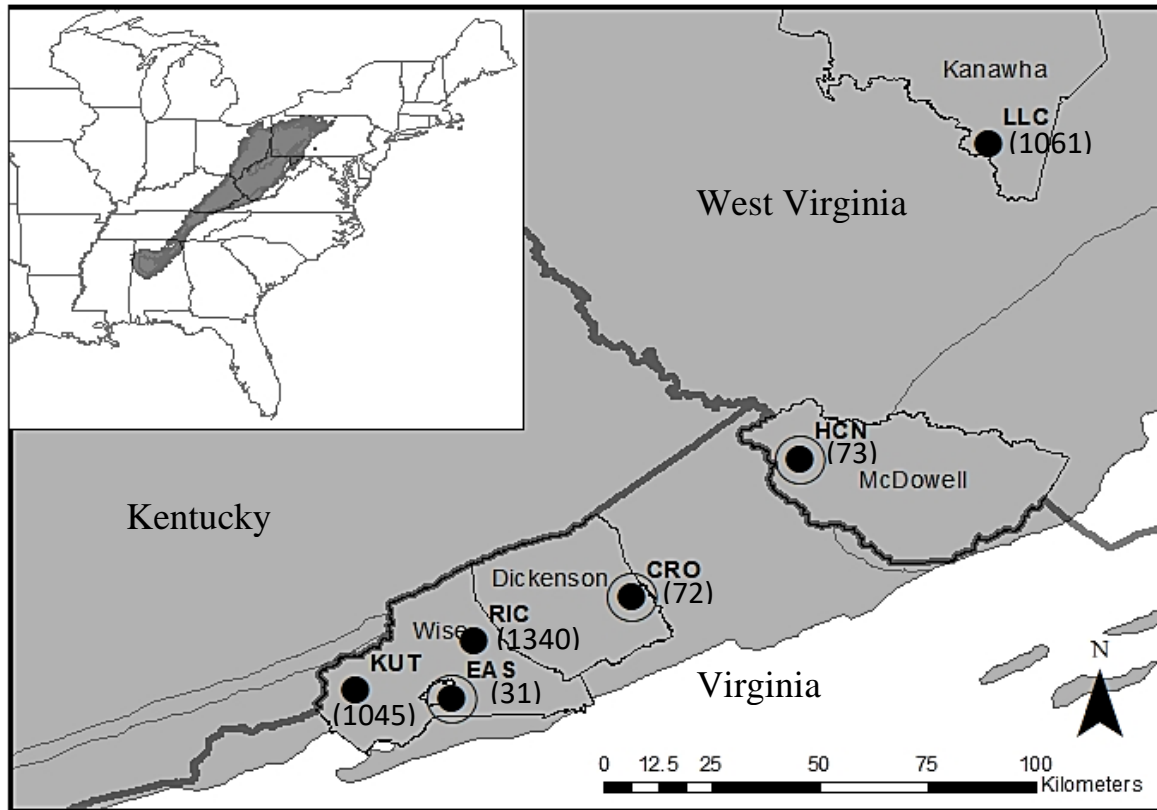 Kanawha
LLC
(1061)
West Virginia
HCN
(73)
McDowell
Kentucky
Dickenson
CRO
(72)
RIC
Wise
(1340)
KUT
EAS
(31)
(1045)
Virginia
N
0 12.5 25 50 75 100
Kilometers